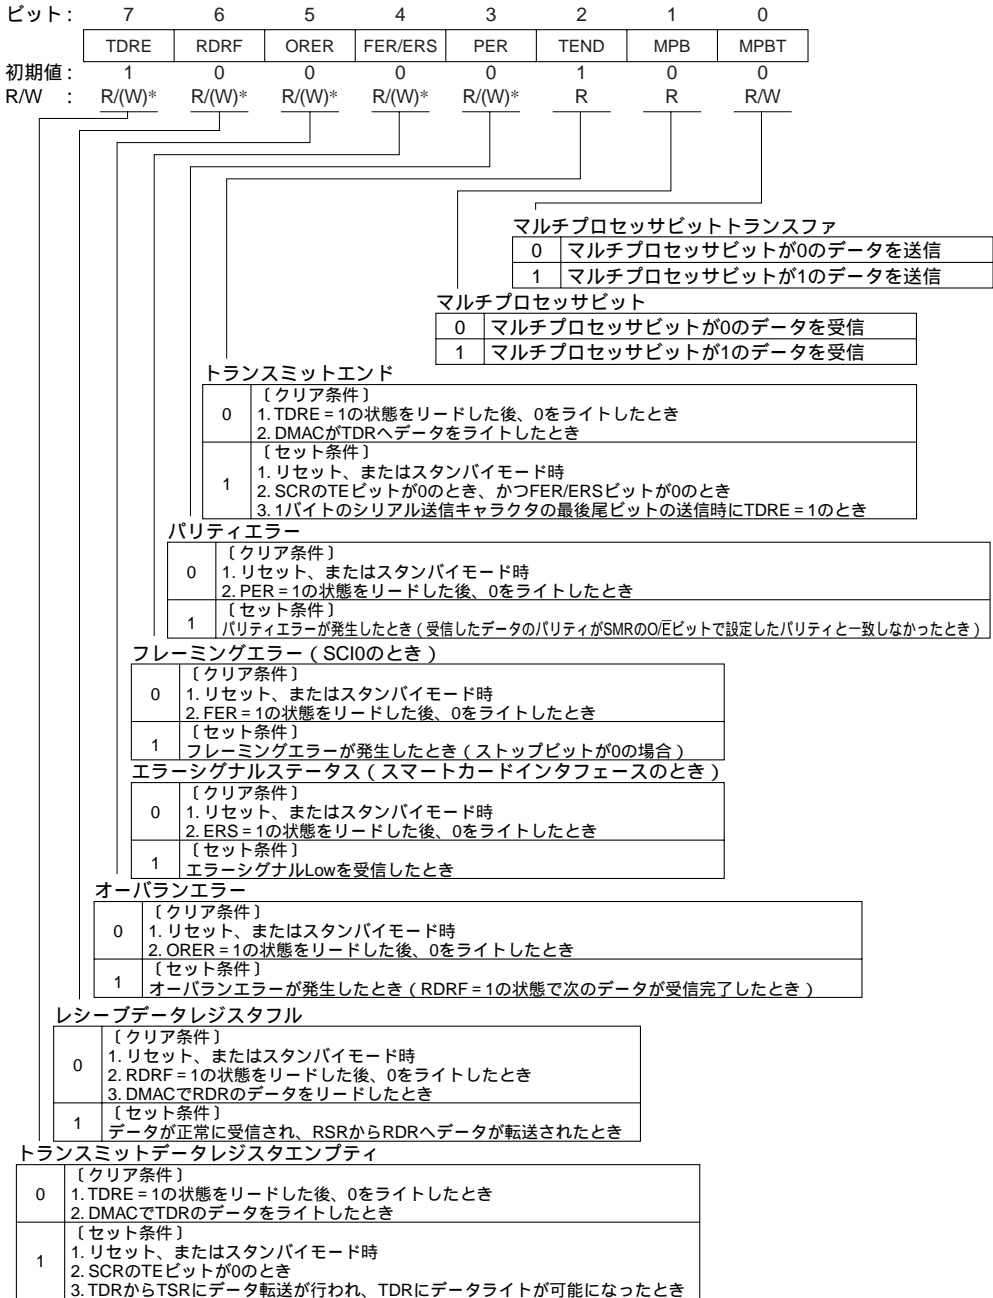 ビット： 7 6 5 4 3 2 1 0
TDRE RDRF ORER FER/ERS PER TEND MPB MPBT
初期値： 1 0 0 0 0 1 0 0
R/W ： R/(W)* R/(W)* R/(W)* R/(W)* R/(W)* R R R/W
マルチプロセッサビットトランスファ
0 マルチプロセッサビットが0のデータを送信
1 マルチプロセッサビットが1のデータを送信
マルチプロセッサビット
0 マルチプロセッサビットが0のデータを受信
1 マルチプロセッサビットが1のデータを受信
トランスミットエンド
0 〔クリア条件〕
1. TDRE = 1の状態をリードした後、0をライトしたとき
2. DMACがTDRへデータをライトしたとき
1 〔セット条件〕
1. リセット、またはスタンバイモード時
2. SCRのTEビットが0のとき、かつFER/ERSビットが0のとき
3. 1バイトのシリアル送信キャラクタの最後尾ビットの送信時にTDRE = 1のとき
パリティエラー
0 〔クリア条件〕
1. リセット、またはスタンバイモード時
2. PER = 1の状態をリードした後、0をライトしたとき
1 〔セット条件〕
パリティエラーが発生したとき（受信したデータのパリティがSMRのO/E̅ビットで設定したパリティと一致しなかったとき）
フレーミングエラー（SCI0のとき）
0 〔クリア条件〕
1. リセット、またはスタンバイモード時
2. FER = 1の状態をリードした後、0をライトしたとき
1 〔セット条件〕
フレーミングエラーが発生したとき（ストップビットが0の場合）
エラーシグナルステータス（スマートカードインタフェースのとき）
0 〔クリア条件〕
1. リセット、またはスタンバイモード時
2. ERS = 1の状態をリードした後、0をライトしたとき
1 〔セット条件〕
エラーシグナルLowを受信したとき
オーバランエラー
0 〔クリア条件〕
1. リセット、またはスタンバイモード時
2. ORER = 1の状態をリードした後、0をライトしたとき
1 〔セット条件〕
オーバランエラーが発生したとき（RDRF = 1の状態で次のデータが受信完了したとき）
レシーブデータレジスタフル
0 〔クリア条件〕
1. リセット、またはスタンバイモード時
2. RDRF = 1の状態をリードした後、0をライトしたとき
3. DMACでRDRのデータをリードしたとき
1 〔セット条件〕
データが正常に受信され、RSRからRDRへデータが転送されたとき
トランスミットデータレジスタエンプティ
0 〔クリア条件〕
1. TDRE = 1の状態をリードした後、0をライトしたとき
2. DMACでTDRのデータをライトしたとき
1 〔セット条件〕
1. リセット、またはスタンバイモード時
2. SCRのTEビットが0のとき
3. TDRからTSRにデータ転送が行われ、TDRにデータライトが可能になったとき